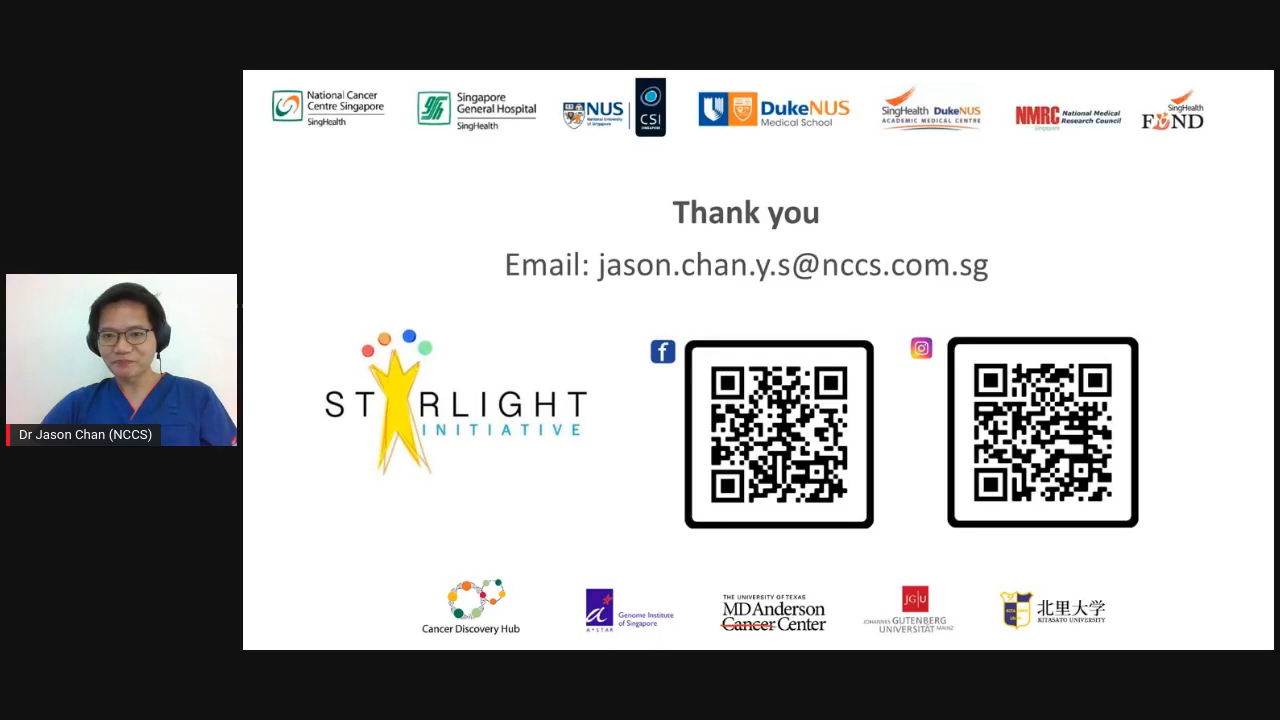 National Cancer
Centre Singapore
SingHealth
Singapore
General Hospital
SingHealth
NUS
National University
of Singapore
CSI
SINGAPORE
DukeNUS
Medical School
SingHealth DukeNUS
ACADEMIC MEDICAL CENTRE
NMRC
Singapore
National Medical
Research Council
SingHealth
FUND
Thank you
Email: jason.chan.y.s@nccs.com.sg
STARLIGHT
INITIATIVE
Dr Jason Chan (NCCS)
Cancer Discovery Hub
A*STAR
Genome Institute
of Singapore
THE UNIVERSITY OF TEXAS
MD Anderson
Cancer Center
JG|U
JOHANNES GUTENBERG
UNIVERSITÄT MAINZ
北里大学
KITASATO UNIVERSITY